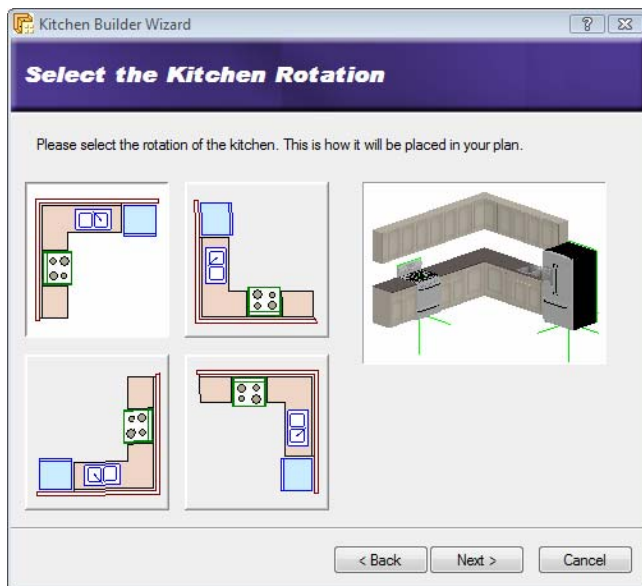 Kitchen Builder Wizard
Select the Kitchen Rotation
Please select the rotation of the kitchen. This is how it will be placed in your plan.
< Back Next > Cancel